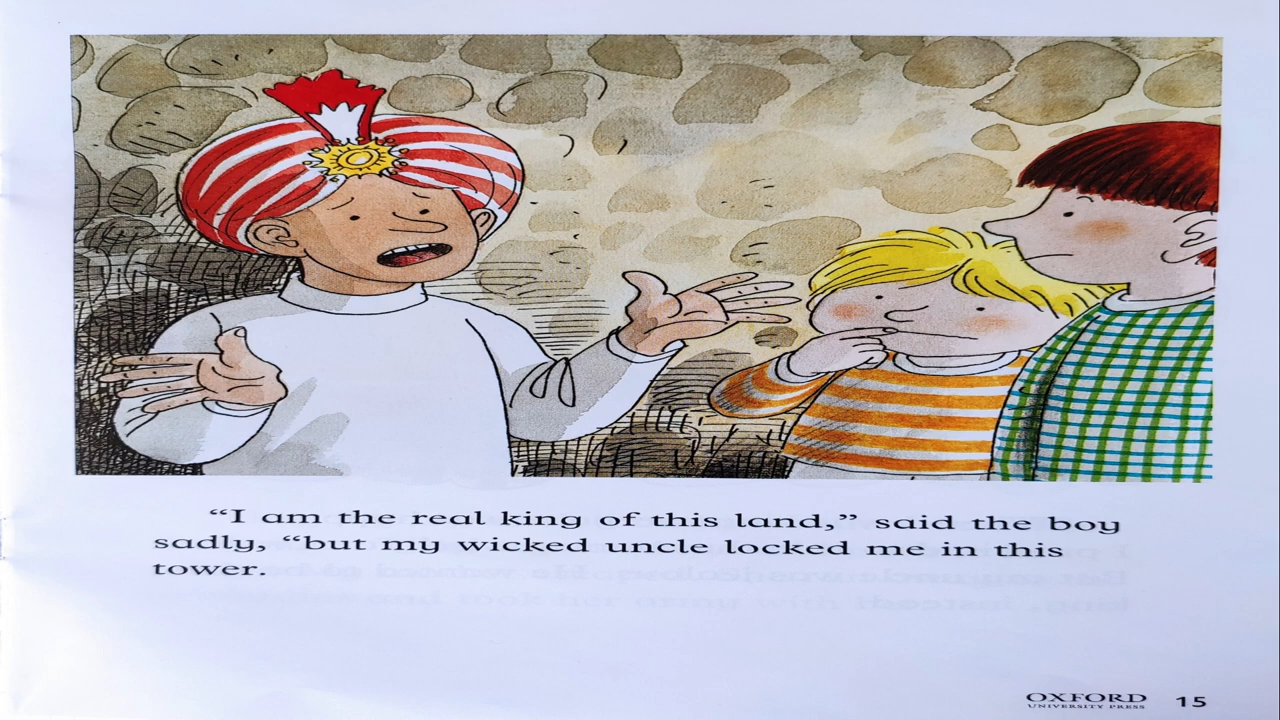 “I am the real king of this land,” said the boy
sadly, “but my wicked uncle locked me in this
tower.
OXFORD
UNIVERSITY PRESS
15